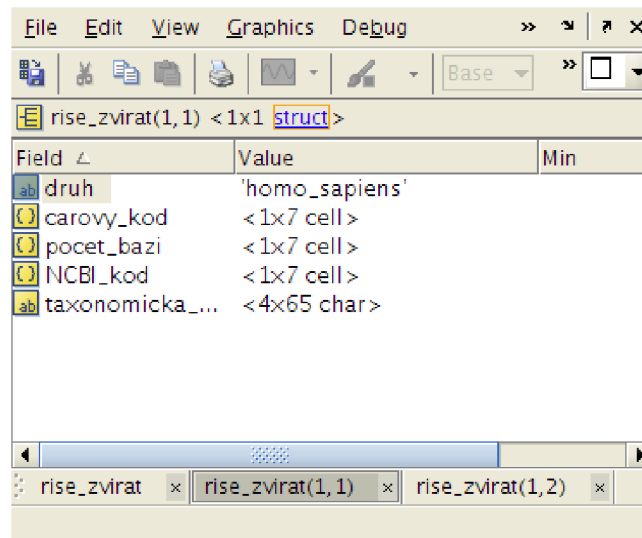 File Edit View Graphics Debug
Base
rise_zvirat(1,1) <1x1 struct>
Field Value Min
druh 'homo_sapiens'
carovy_kod <1x7 cell>
pocet_bazi <1x7 cell>
NCBI_kod <1x7 cell>
taxonomicka_... <4x65 char>
rise_zvirat rise_zvirat(1,1) rise_zvirat(1,2)